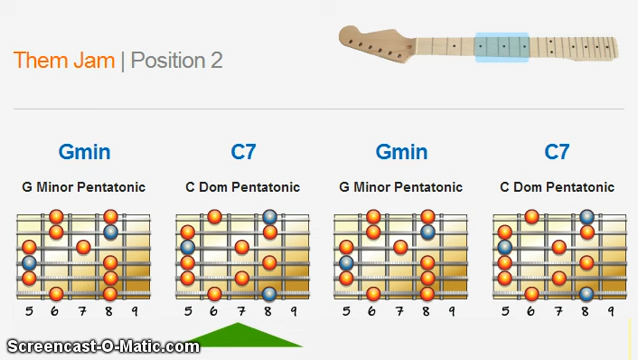 Them Jam | Position 2
Gmin C7 Gmin C7
G Minor Pentatonic C Dom Pentatonic G Minor Pentatonic C Dom Pentatonic
5 6 7 8 9 5 6 7 8 9 5 6 7 8 9 5 6 7 8 9
Screencast-O-Matic.com